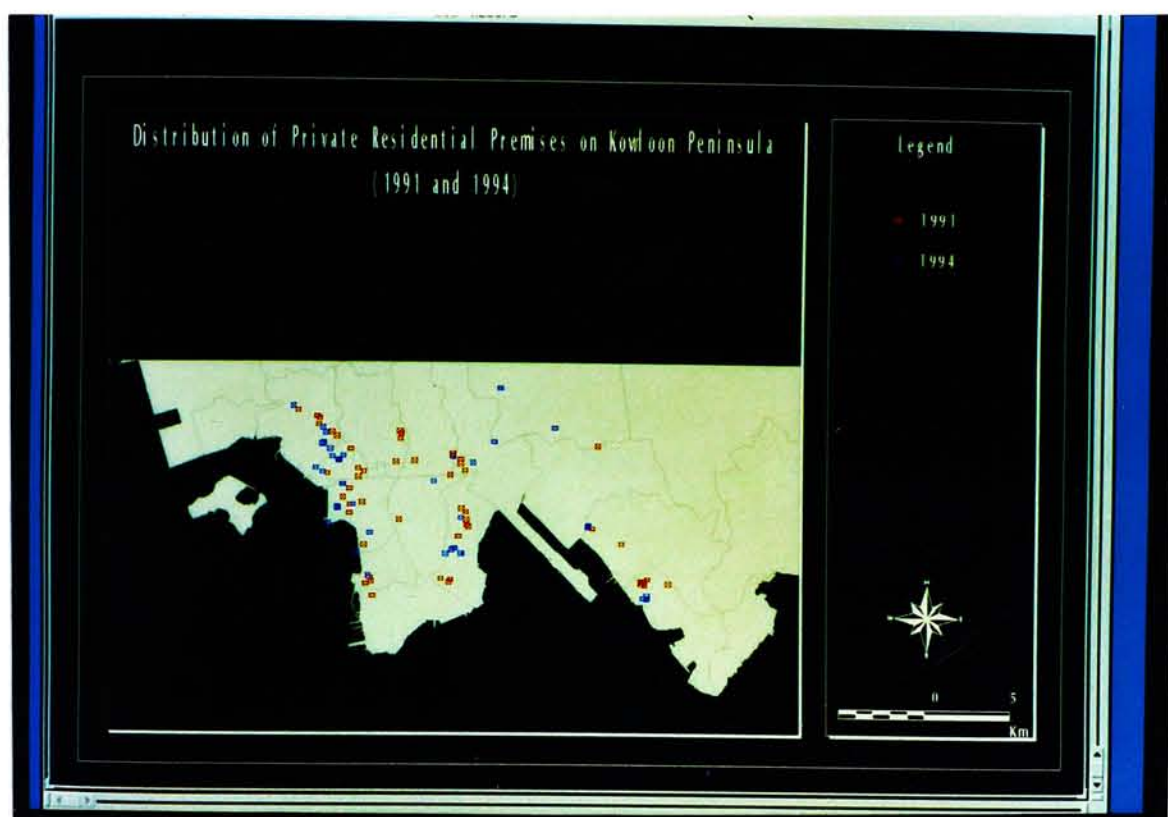 Distribution of Private Residential Premises on Kowloon Peninsula
(1991 and 1994)
Legend
1991
1994
0 5
Km